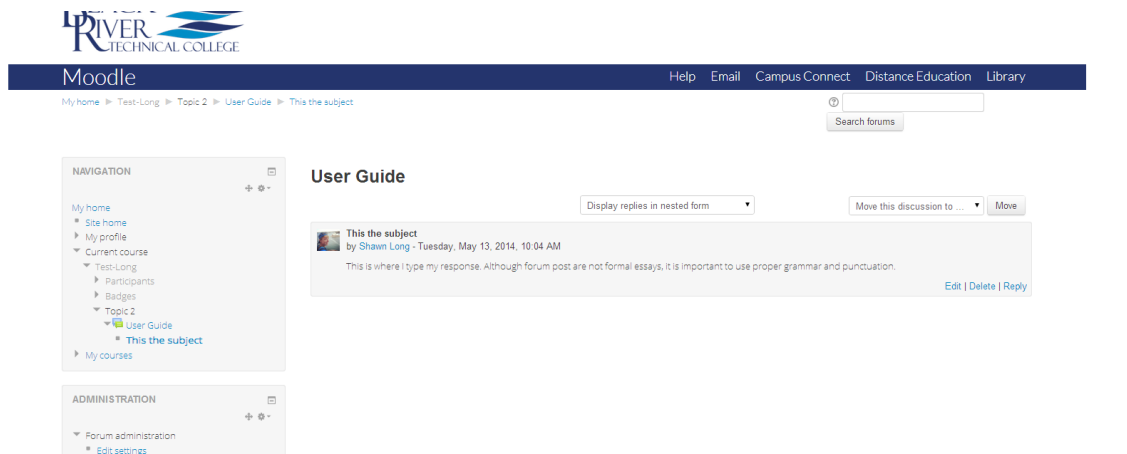 RIVER
TECHNICAL COLLEGE
Moodle
Help Email Campus Connect Distance Education Library
My home Test-Long Topic 2 User Guide This the subject
Search forums
NAVIGATION
My home
Site home
My profile
Current course
Test-Long
Participants
Badges
Topic 2
User Guide
This the subject
My courses
ADMINISTRATION
Forum administration
Edit settings
User Guide
Display replies in nested form
Move this discussion to ...
Move
This the subject
by Shawn Long - Tuesday, May 13, 2014, 10:04 AM
This is where I type my response. Although forum post are not formal essays, it is important to use proper grammar and punctuation.
Edit | Delete | Reply